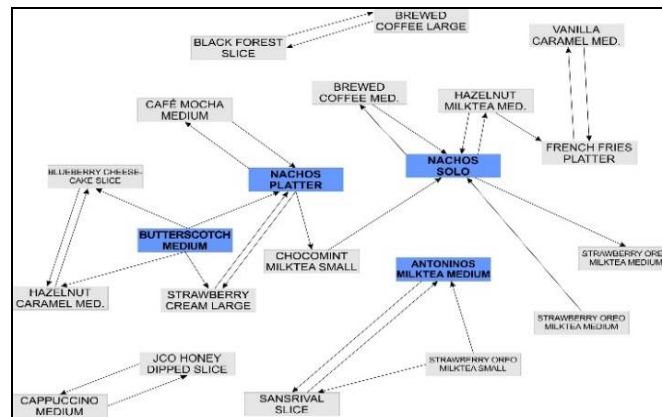 BREWED
COFFEE LARGE
BLACK FOREST
SLICE
VANILLA
CARAMEL MED.
CAFÉ MOCHA
MEDIUM
BREWED
COFFEE MED.
HAZELNUT
MILKTEA MED.
FRENCH FRIES
PLATTER
BLUEBERRY CHEESE-
CAKE SLICE
NACHOS
PLATTER
NACHOS
SOLO
BUTTERSCOTCH
MEDIUM
CHOCOMINT
MILKTEA SMALL
ANTONINOS
MILKTEA MEDIUM
STRAWBERRY OREO
MILKTEA MEDIUM
HAZELNUT
CARAMEL MED.
STRAWBERRY
CREAM LARGE
STRAWBERRY OREO
MILKTEA MEDIUM
JCO HONEY
DIPPED SLICE
STRAWBERRY OREO
MILKTEA SMALL
CAPPUCCINO
MEDIUM
SANSRIVAL
SLICE